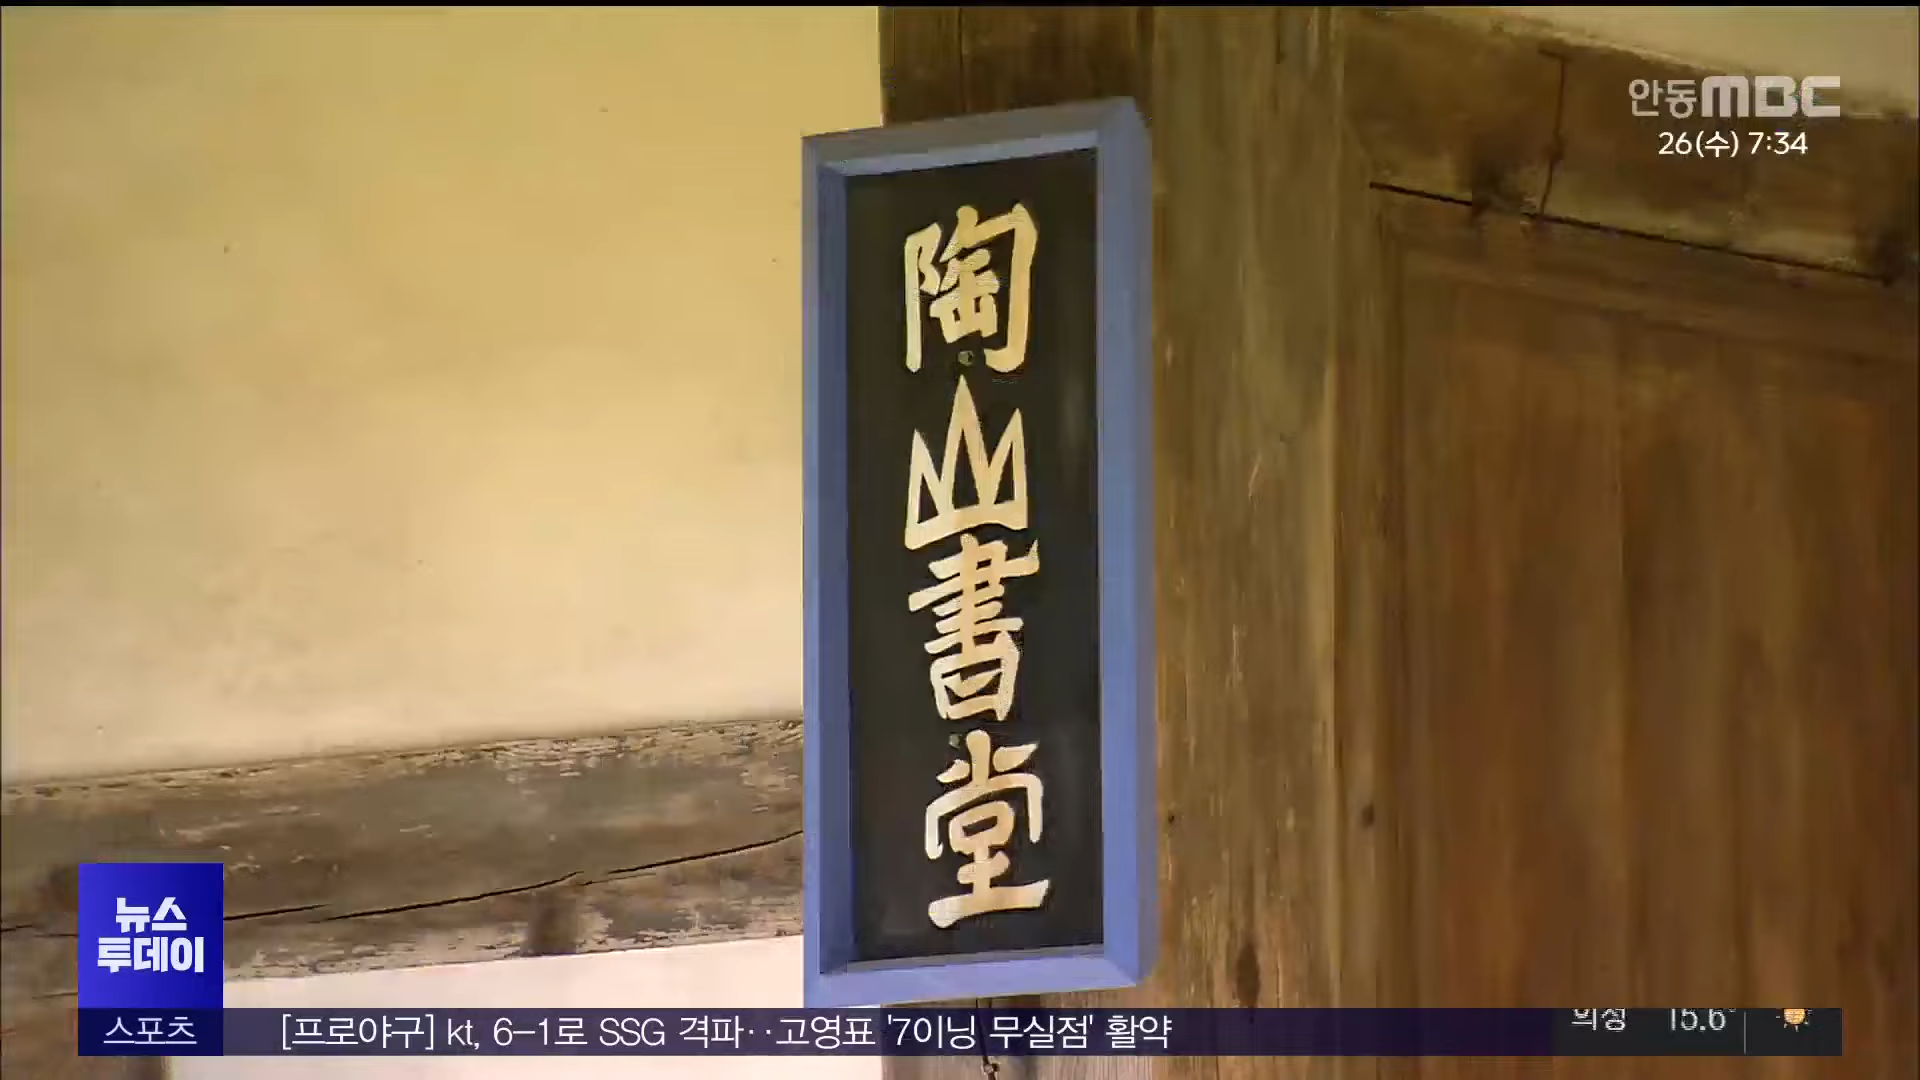 안동MBC
26(수) 7:34
陶山書堂
뉴스
투데이
스포츠
[프로야구] kt, 6-1로 SSG 격파‥고영표 '7이닝 무실점' 활약
의성 15.6°